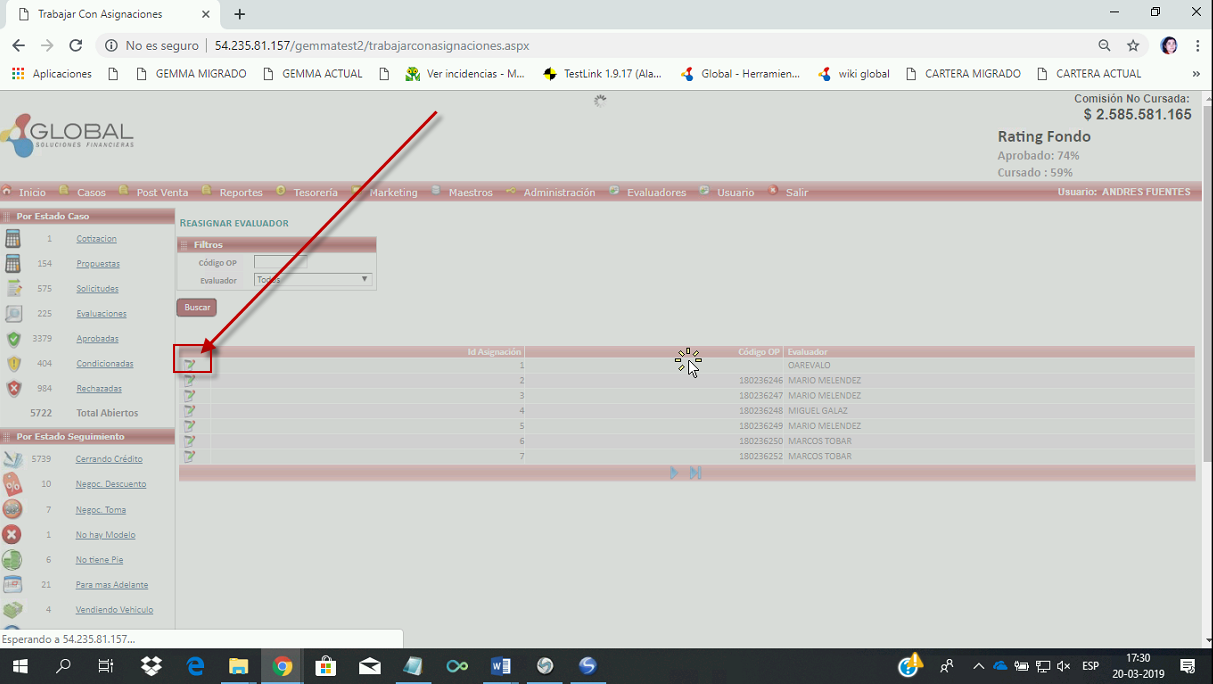 Trabajar Con Asignaciones
No es seguro | 54.235.81.157/gemmatest2/trabajarconasignaciones.aspx
Aplicaciones GEMMA MIGRADO GEMMA ACTUAL Ver incidencias - M... TestLink 1.9.17 (Ala... Global - Herramien... wiki global CARTERA MIGRADO CARTERA ACTUAL »
Comisión No Cursada:
$ 2.585.581.165
GLOBAL
SOLUCIONES FINANCIERAS
Rating Fondo
Aprobado: 74%
Cursado : 59%
Inicio Casos Post Venta Reportes Tesorería Marketing Maestros Administración Evaluadores Usuario Salir Usuario: ANDRES FUENTES
Por Estado Caso
1 Cotizacion
154 Propuestas
575 Solicitudes
225 Evaluaciones
3379 Aprobadas
404 Condicionadas
984 Rechazadas
5722 Total Abiertos
Por Estado Seguimiento
5739 Cerrando Crédito
10 Negoc. Descuento
7 Negoc. Toma
1 No hay Modelo
6 No tiene Pie
21 Para mas Adelante
4 Vendiendo Vehículo
REASIGNAR EVALUADOR
Filtros
Código OP
Evaluador Todos
Buscar
Id Asignación Código OP Evaluador
1 OAREVALO
2 180236246 MARIO MELENDEZ
3 180236247 MARIO MELENDEZ
4 180236248 MIGUEL GALAZ
5 180236249 MARIO MELENDEZ
6 180236250 MARCOS TOBAR
7 180236252 MARCOS TOBAR
Esperando a 54.235.81.157...
ESP
17:30
20-03-2019